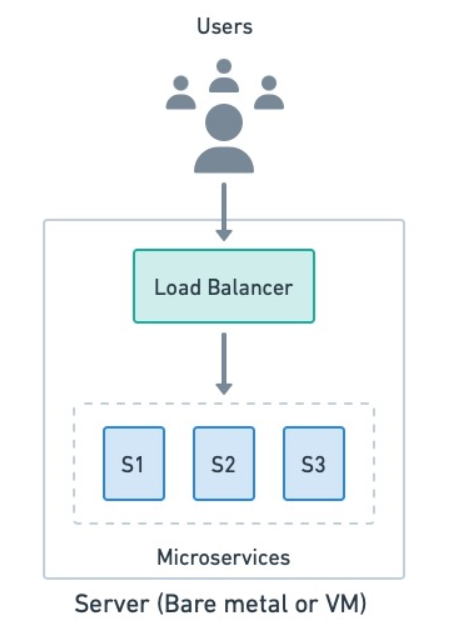 Users
Load Balancer
S1 S2 S3
Microservices
Server (Bare metal or VM)